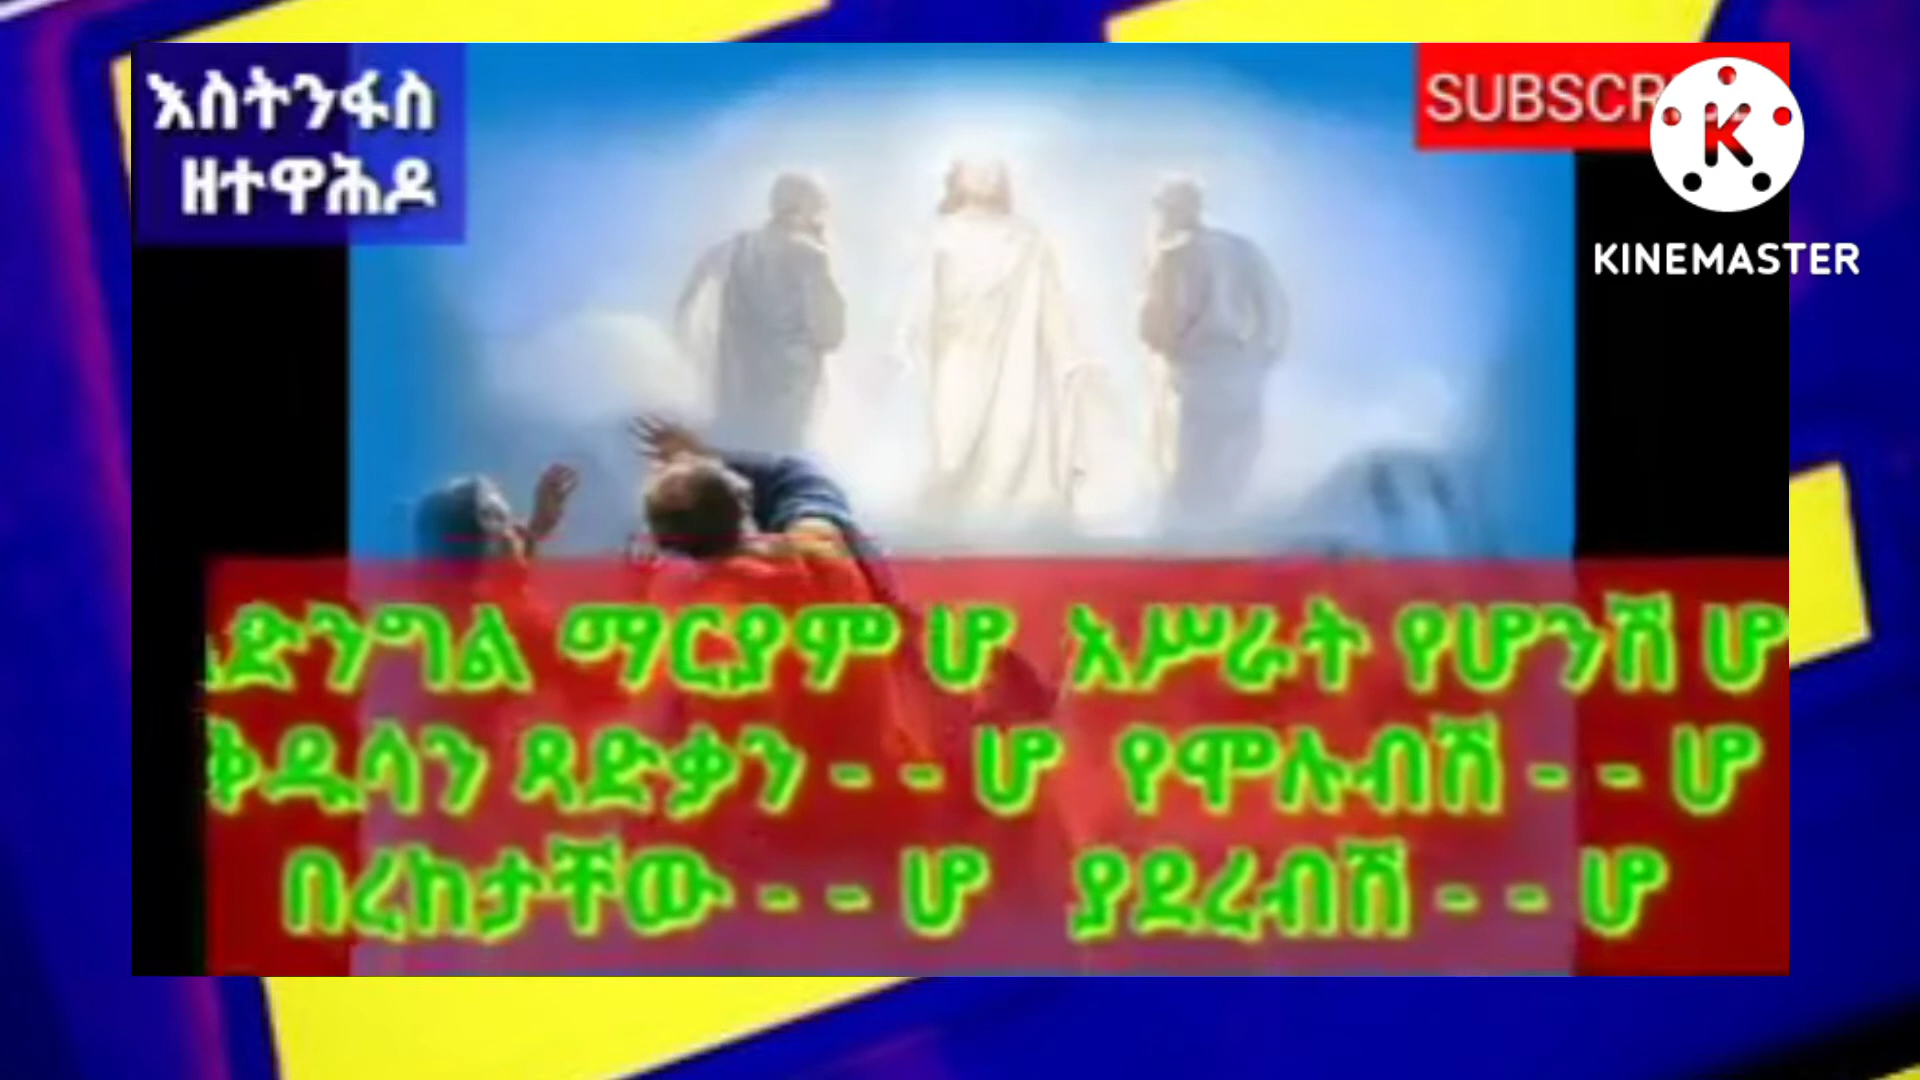 እስትንፋስ
ዘተዋሕዶ
SUBSCR
KINEMASTER
ድንግል ማርያም ሆ አሥራት የሆንሽ ሆ
ቅዱሳን ጻድቃን - - ሆ የሞሉብሽ - - ሆ
በረከታቸው - - ሆ ያደረብሽ - - ሆ